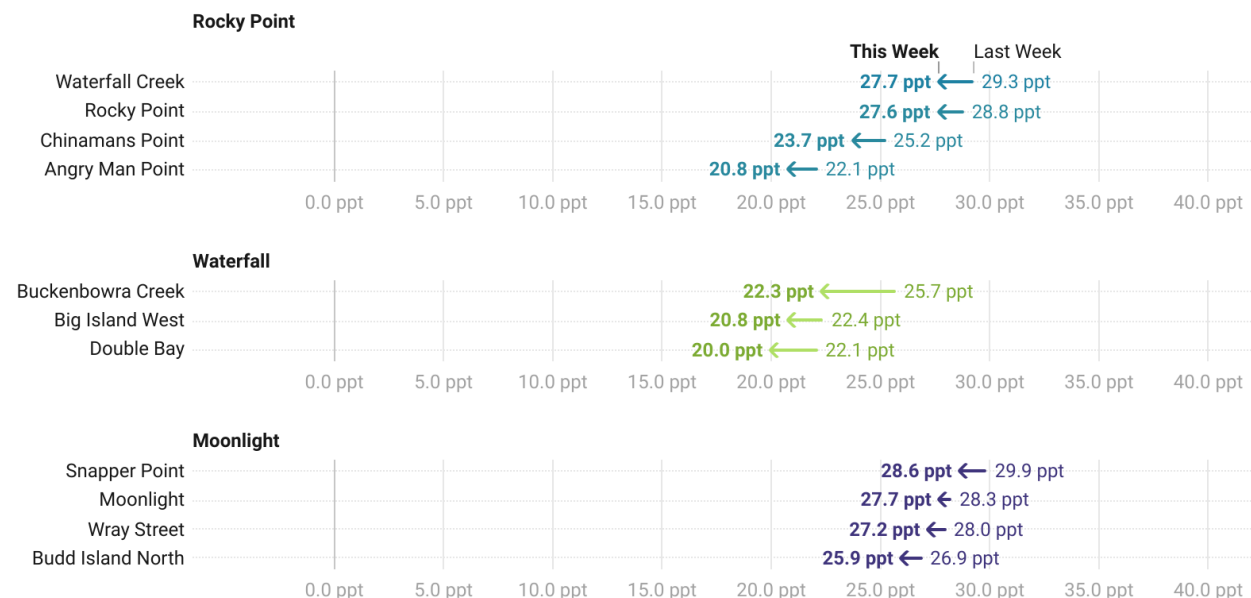 Rocky Point
This Week Last Week
Waterfall Creek 27.7 ppt 29.3 ppt
Rocky Point 27.6 ppt 28.8 ppt
Chinamans Point 23.7 ppt 25.2 ppt
Angry Man Point 20.8 ppt 22.1 ppt
0.0 ppt 5.0 ppt 10.0 ppt 15.0 ppt 20.0 ppt 25.0 ppt 30.0 ppt 35.0 ppt 40.0 ppt
Waterfall
Buckenbowra Creek 22.3 ppt 25.7 ppt
Big Island West 20.8 ppt 22.4 ppt
Double Bay 20.0 ppt 22.1 ppt
0.0 ppt 5.0 ppt 10.0 ppt 15.0 ppt 20.0 ppt 25.0 ppt 30.0 ppt 35.0 ppt 40.0 ppt
Moonlight
Snapper Point 28.6 ppt 29.9 ppt
Moonlight 27.7 ppt 28.3 ppt
Wray Street 27.2 ppt 28.0 ppt
Budd Island North 25.9 ppt 26.9 ppt
0.0 ppt 5.0 ppt 10.0 ppt 15.0 ppt 20.0 ppt 25.0 ppt 30.0 ppt 35.0 ppt 40.0 ppt